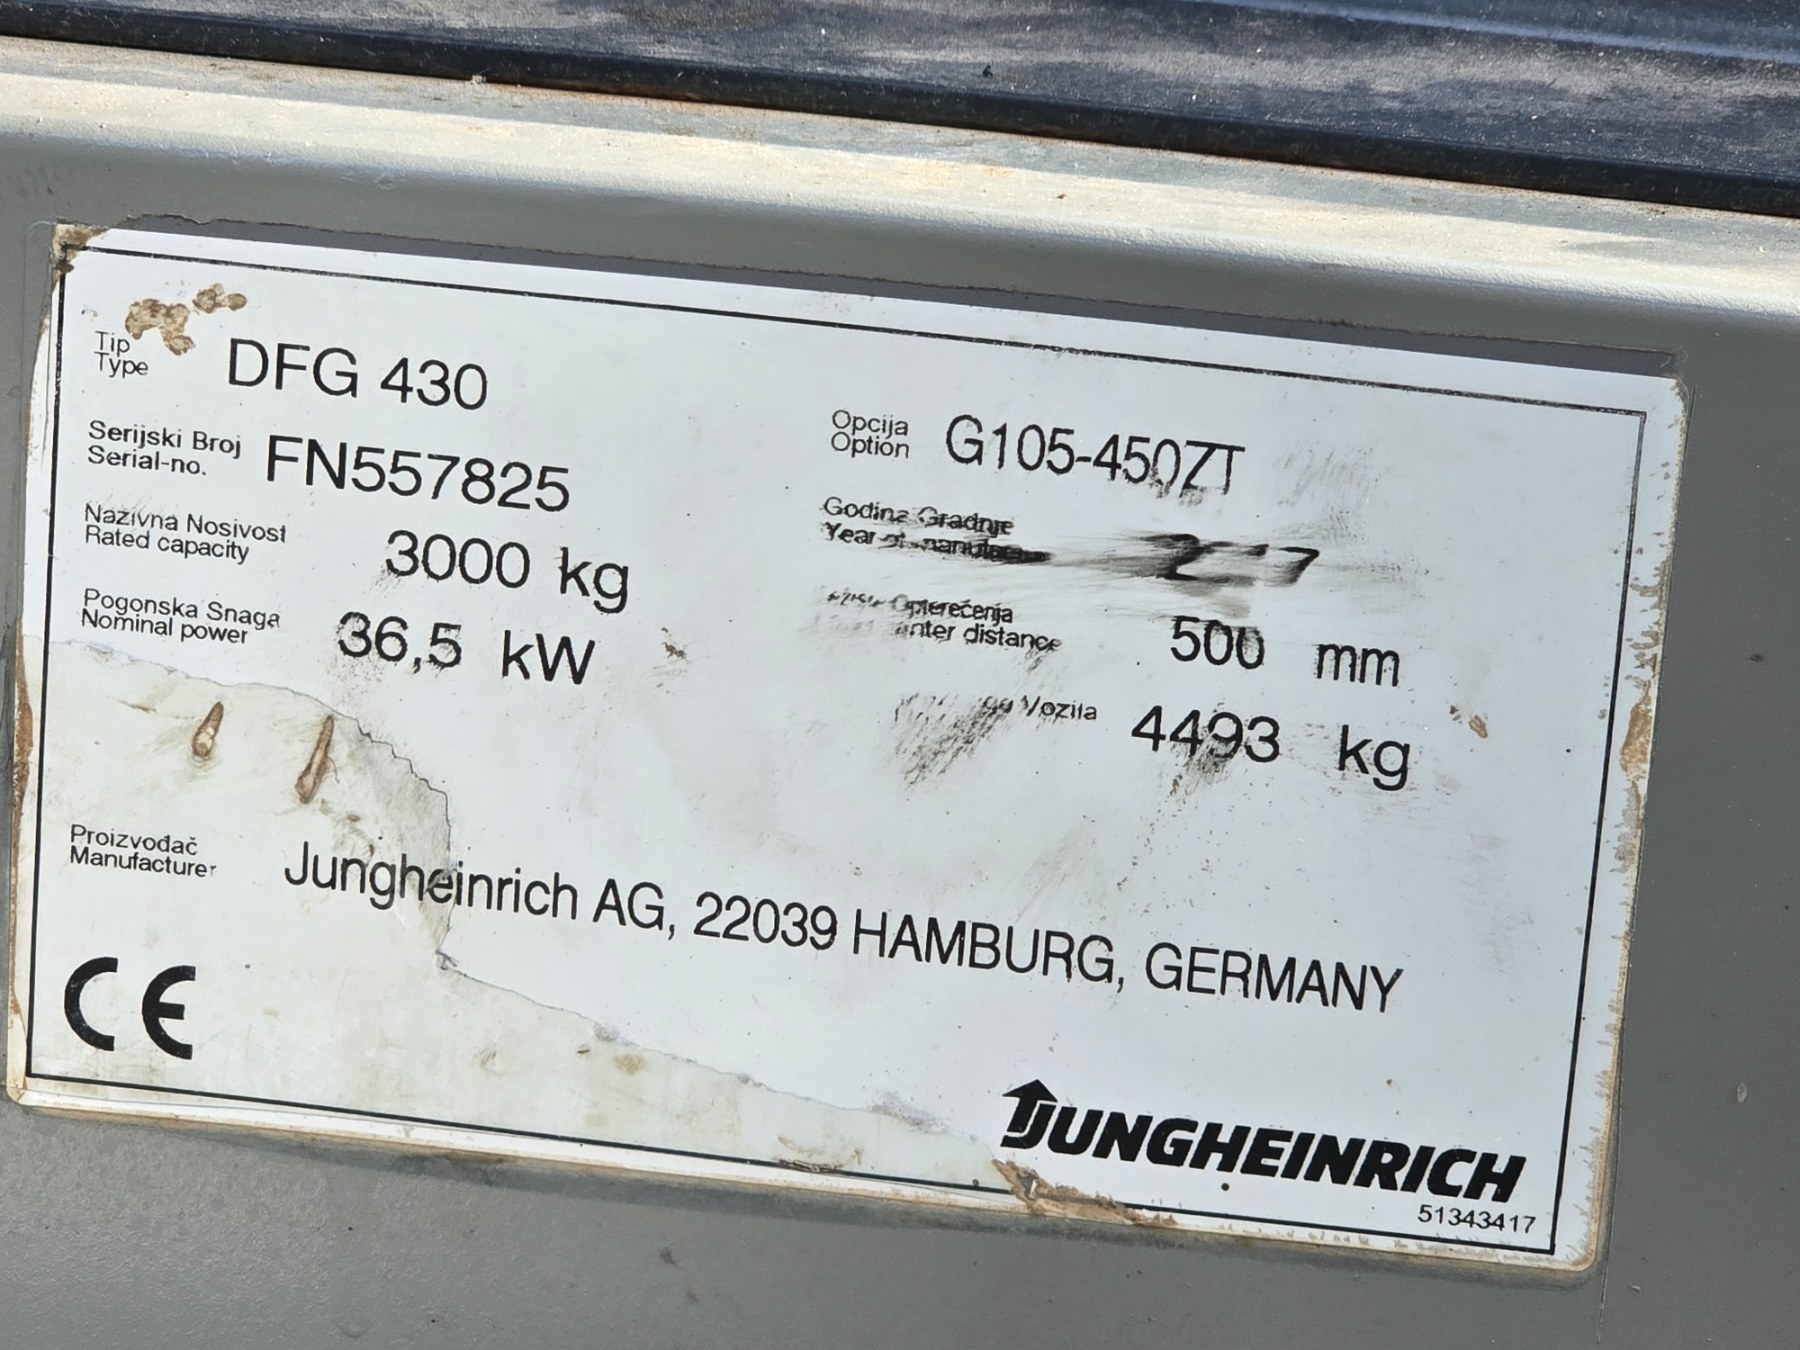 Tip
Type
DFG 430
Opcija
Option
G105-450ZT
Serijski Broj
Serial-no.
FN557825
Godina Gradnje
Year
Nazivna Nosivost
Rated capacity
3000 kg
distance
500 mm
Pogonska Snaga
Nominal power
36,5 kW
Vozila
4493 kg
Proizvođač
Manufacturer
Jungheinrich AG, 22039 HAMBURG, GERMANY
CE
JUNGHEINRICH
51343417